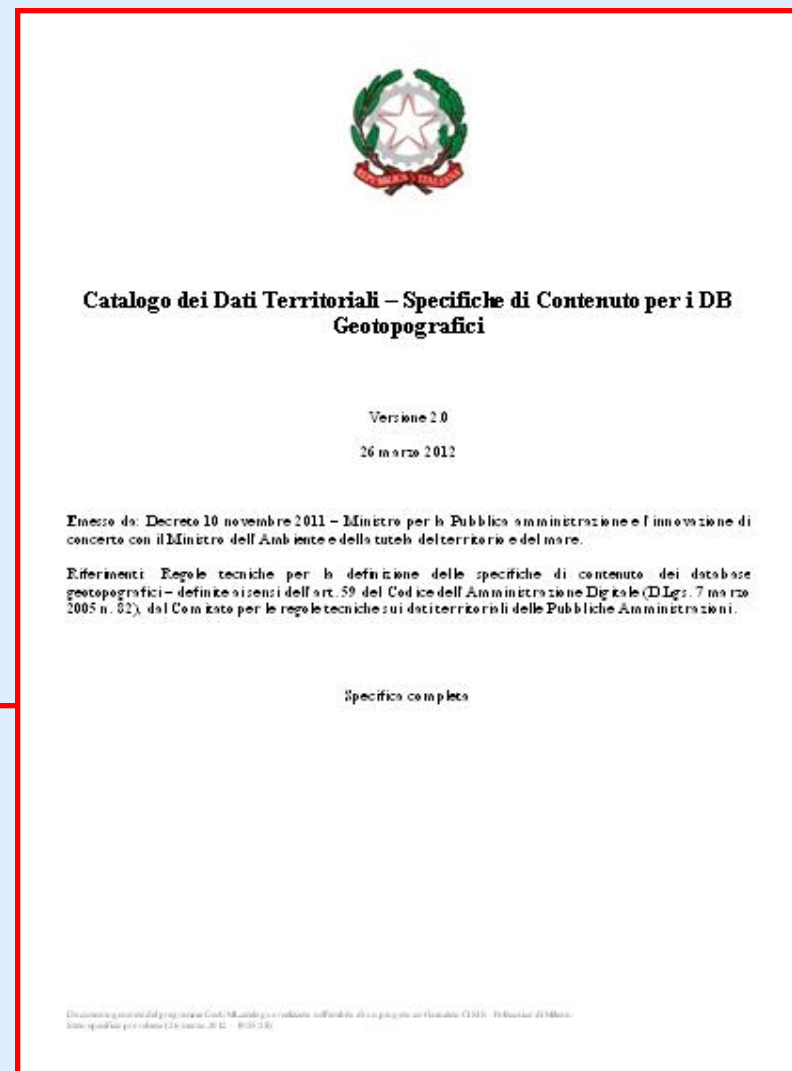 REPVBBLICA ITALIANA
Catalogo dei Dati Territoriali – Specifiche di Contenuto per i DB
Geotopografici
Versione 2.0
26 marzo 2012
Emesso da: Decreto 10 novembre 2011 – Ministro per la Pubblica amministrazione e l'innovazione di
concerto con il Ministro dell'Ambiente e della tutela del territorio e del mare.
Riferimenti: Regole tecniche per la definizione delle specifiche di contenuto dei database
geotopografici – definite ai sensi dell'art. 59 del Codice dell'Amministrazione Digitale (D.Lgs. 7 marzo
2005 n. 82), dal Comitato per le regole tecniche sui dati territoriali delle Pubbliche Amministrazioni.
Specifica completa